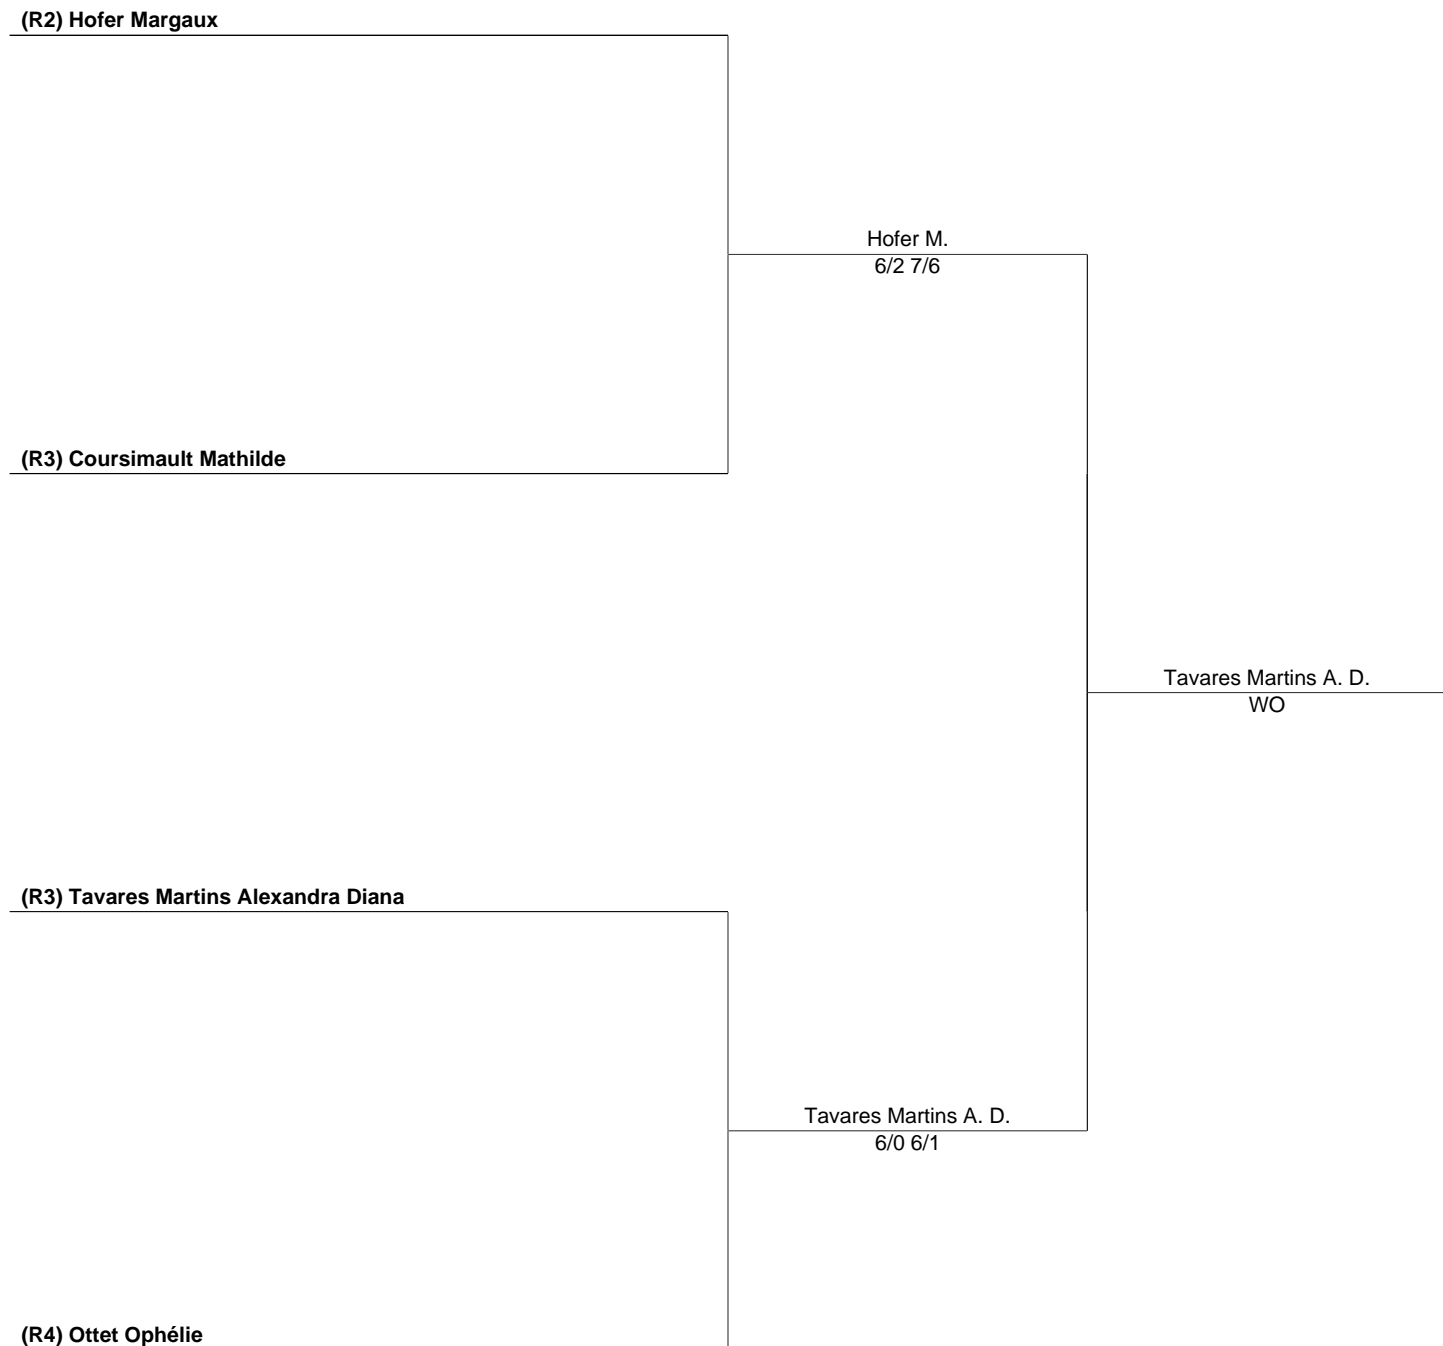 (R2) Hofer Margaux
Hofer M.
6/2 7/6
(R3) Coursimault Mathilde
Tavares Martins A. D.
WO
(R3) Tavares Martins Alexandra Diana
Tavares Martins A. D.
6/0 6/1
(R4) Ottet Ophélie